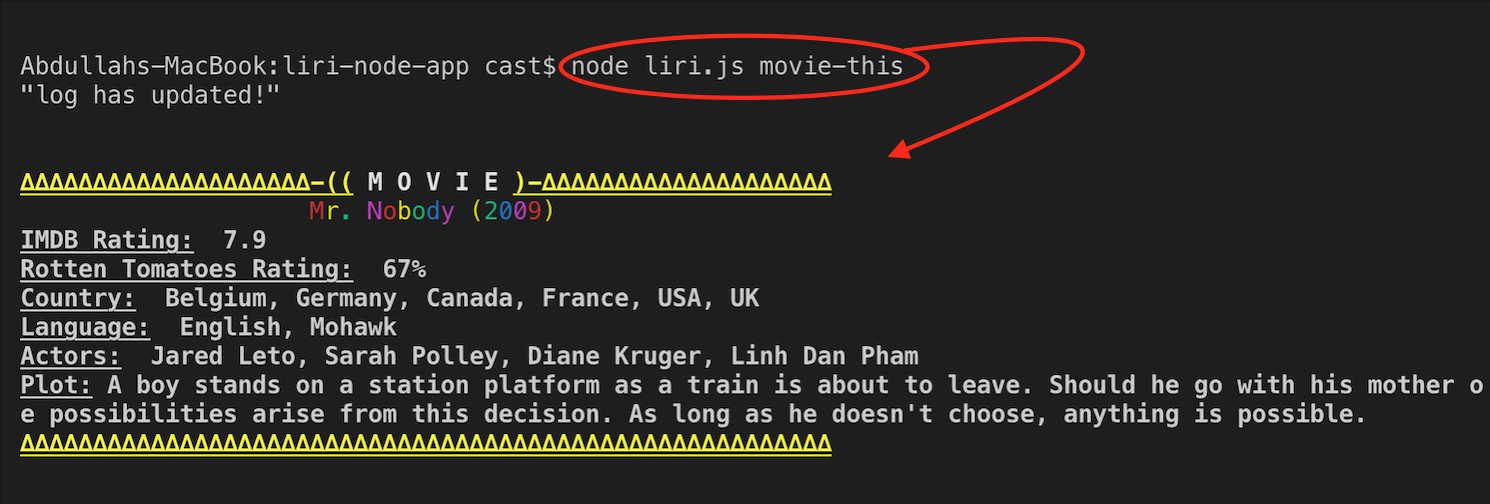 Abdullahs-MacBook:liri-node-app cast$ node liri.js movie-this
"log has updated!"
∆∆∆∆∆∆∆∆∆∆∆∆∆∆∆∆∆∆∆∆-(( M O V I E )-∆∆∆∆∆∆∆∆∆∆∆∆∆∆∆∆∆∆∆∆
Mr. Nobody (2009)
IMDB Rating:  7.9
Rotten Tomatoes Rating:  67%
Country:  Belgium, Germany, Canada, France, USA, UK
Language:  English, Mohawk
Actors:  Jared Leto, Sarah Polley, Diane Kruger, Linh Dan Pham
Plot: A boy stands on a station platform as a train is about to leave. Should he go with his mother o
e possibilities arise from this decision. As long as he doesn't choose, anything is possible.
∆∆∆∆∆∆∆∆∆∆∆∆∆∆∆∆∆∆∆∆∆∆∆∆∆∆∆∆∆∆∆∆∆∆∆∆∆∆∆∆∆∆∆∆∆∆∆∆∆∆∆∆∆∆∆∆